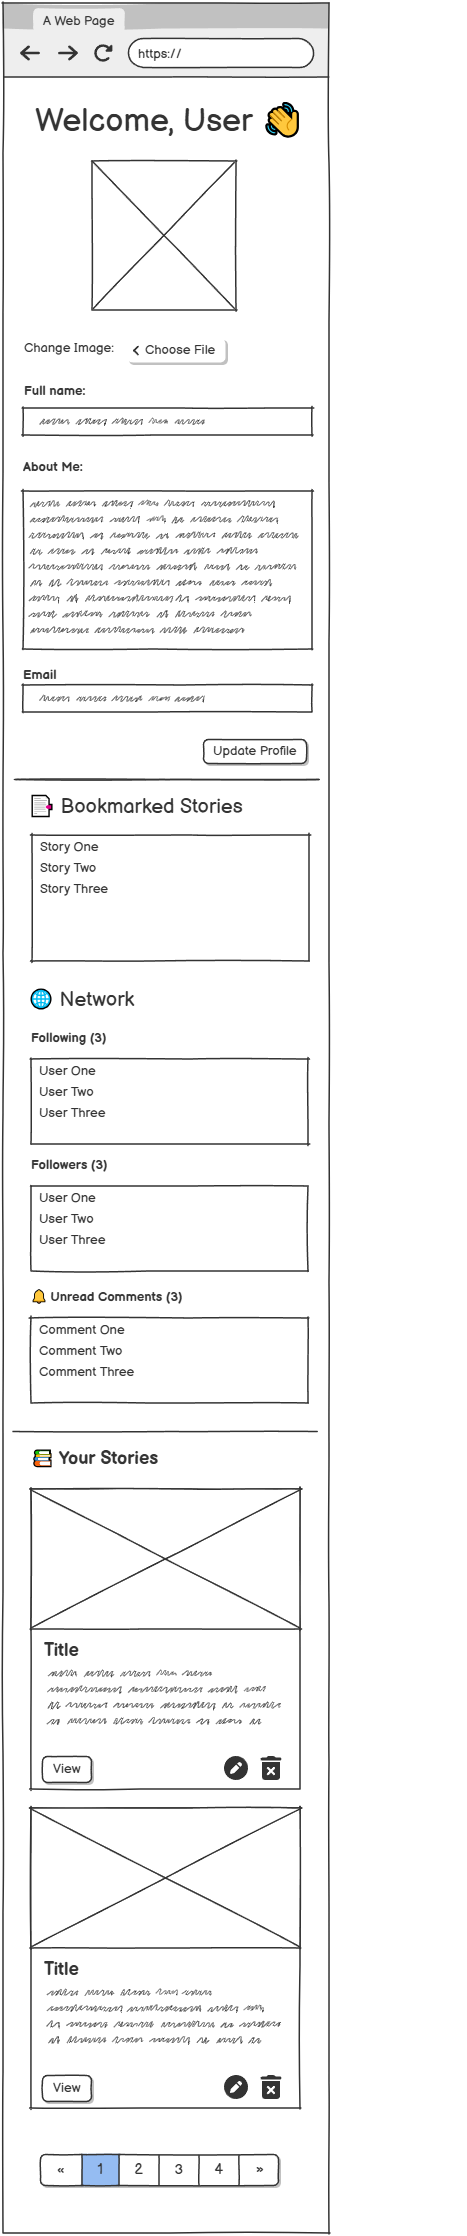 A Web Page
https://
Welcome, User
Change Image: Choose File
Full name:
About Me:
Email
Update Profile
Bookmarked Stories
Story One
Story Two
Story Three
Network
Following (3)
User One
User Two
User Three
Followers (3)
User One
User Two
User Three
Unread Comments (3)
Comment One
Comment Two
Comment Three
Your Stories
Title
View
Title
View
« 1 2 3 4 »